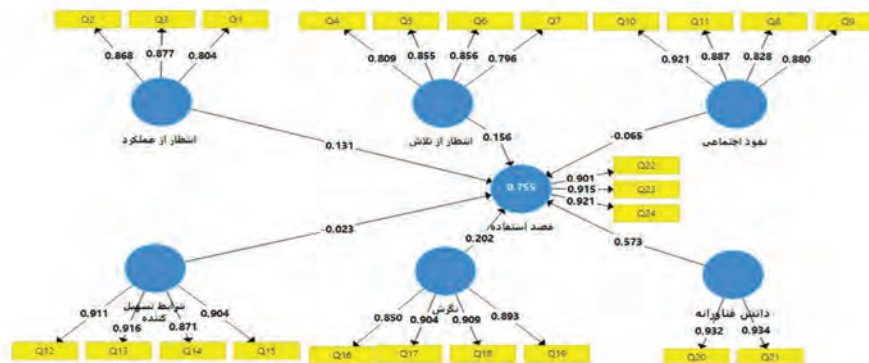 Q2 Q3 Q1 Q4 Q5 Q6 Q7 Q10 Q11 Q8 Q9
0.868 0.877 0.804 0.809 0.855 0.856 0.796 0.921 0.887 0.828 0.880
انتظار از عملکرد
انتظار از تلاش
نفوذ اجتماعی
0.131
0.156
-0.065
Q22
Q23
Q24
0.901
0.915
0.921
0.755
قصد استفاده
-0.023
0.202
0.573
شرایط تسهیل
کننده
نگرش
دانش فناورانه
0.911 0.916 0.871 0.904 0.850 0.904 0.909 0.893 0.932 0.934
Q12 Q13 Q14 Q15 Q16 Q17 Q18 Q19 Q20 Q21